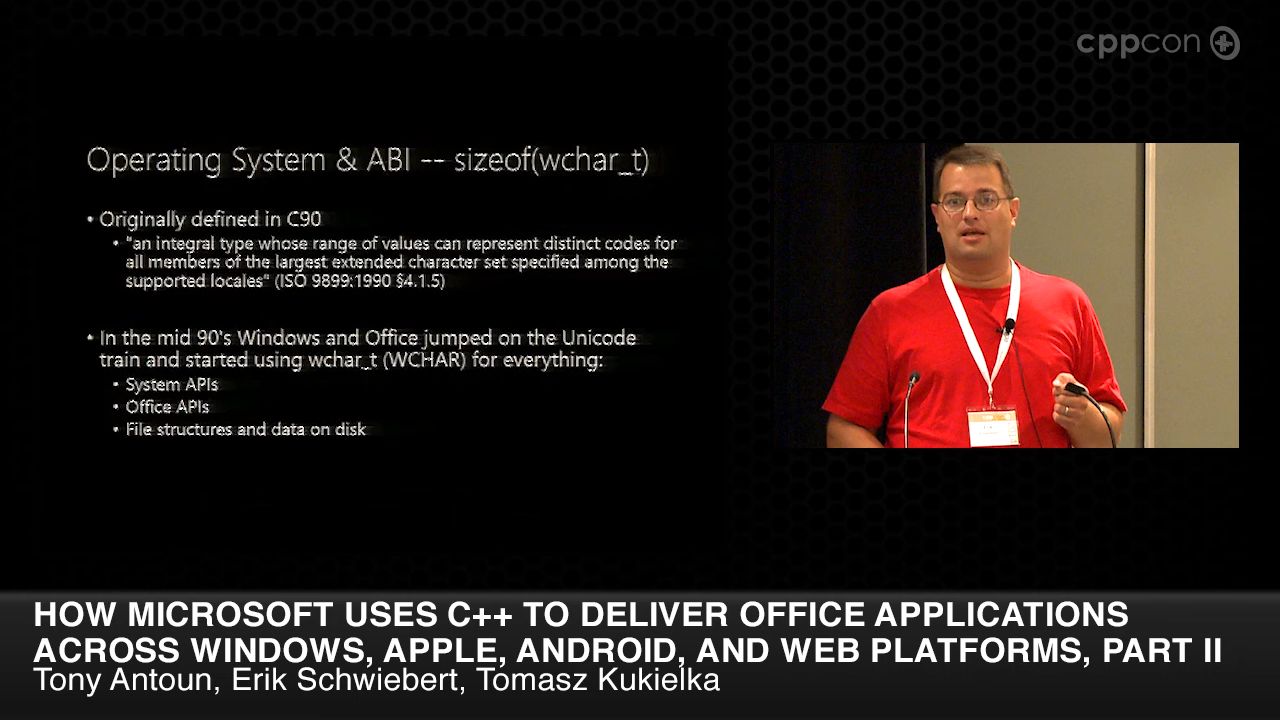 cppcon
Operating System & ABI -- sizeof(wchar_t)
• Originally defined in C90
• "an integral type whose range of values can represent distinct codes for
all members of the largest extended character set specified among the
supported locales" (ISO 9899:1990 §4.1.5)
• In the mid 90's Windows and Office jumped on the Unicode
train and started using wchar_t (WCHAR) for everything:
• System APIs
• Office APIs
• File structures and data on disk
HOW MICROSOFT USES C++ TO DELIVER OFFICE APPLICATIONS
ACROSS WINDOWS, APPLE, ANDROID, AND WEB PLATFORMS, PART II
Tony Antoun, Erik Schwiebert, Tomasz Kukielka